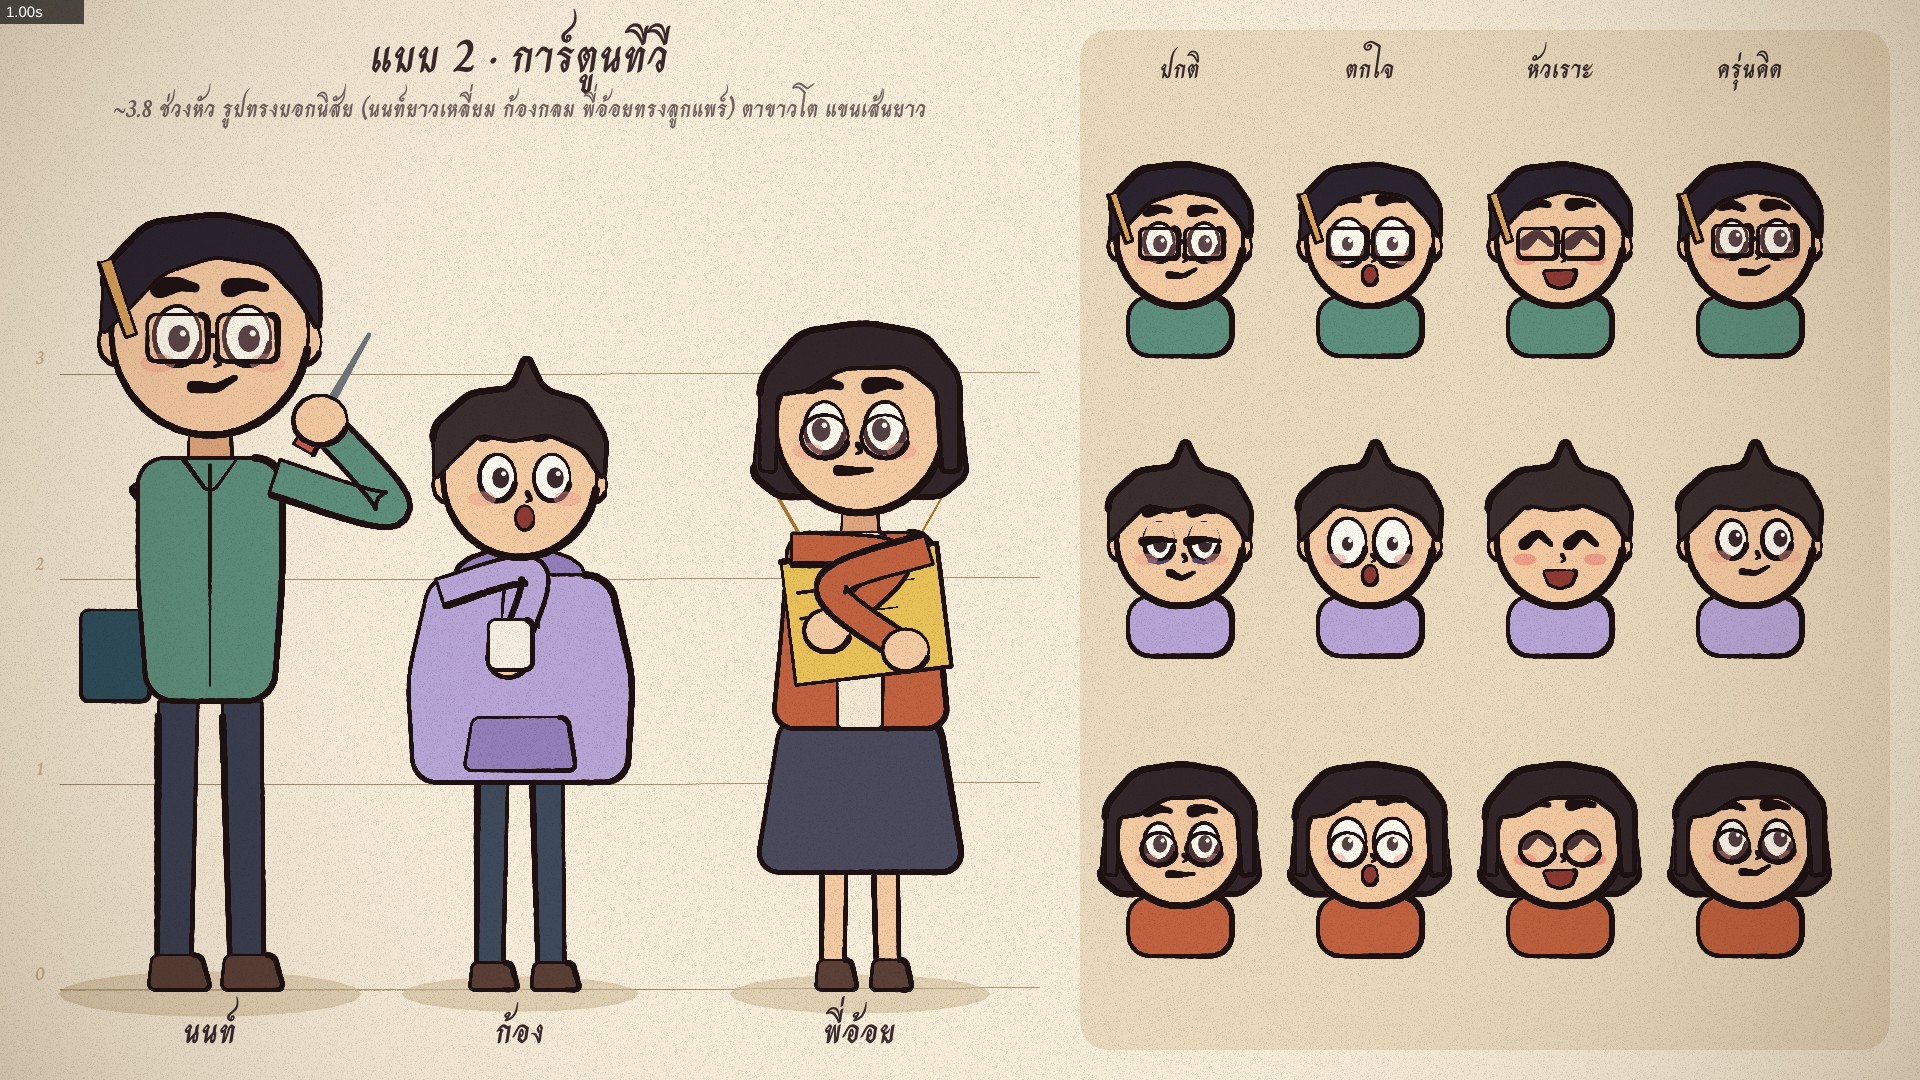 1.00s
แบบ 2 · การ์ตูนทีวี
~3.8 ช่วงหัว รูปทรงบอกนิสัย (นนท์ยาวเหลี่ยม ก้องกลม พี่อ้อยทรงลูกแพร์) ตาขาวโต แขนเส้นยาว
ปกติ ตกใจ หัวเราะ ครุ่นคิด
3
2
1
0
นนท์ ก้อง พี่อ้อย